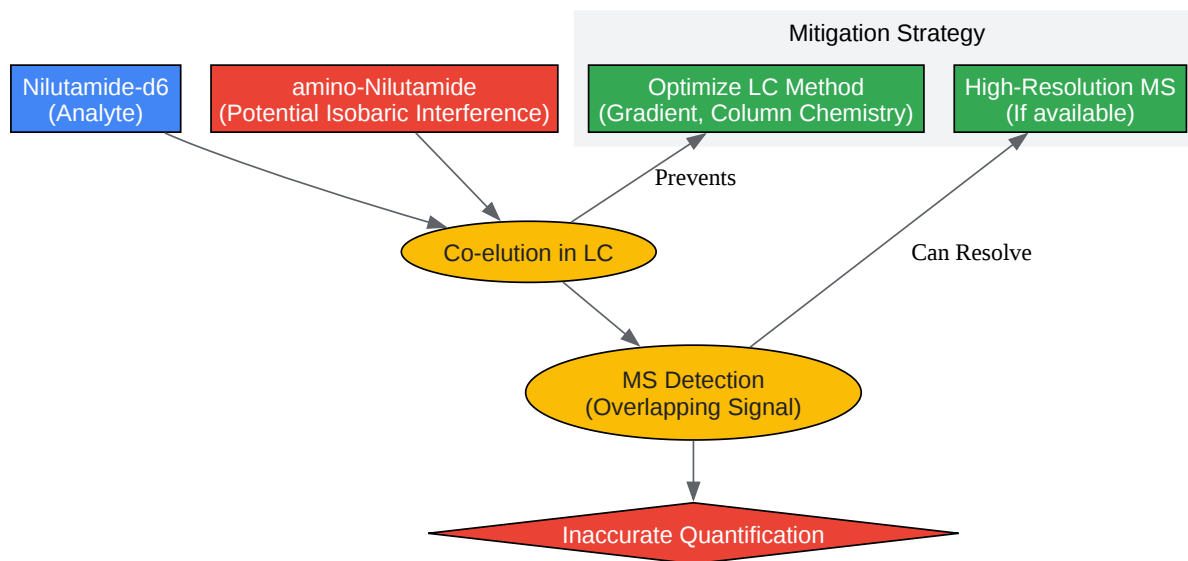 Mitigation Strategy
Nilutamide-d6
(Analyte)
amino-Nilutamide
(Potential Isobaric Interference)
Optimize LC Method
(Gradient, Column Chemistry)
High-Resolution MS
(If available)
Prevents
Co-elution in LC
Can Resolve
MS Detection
(Overlapping Signal)
Inaccurate Quantification